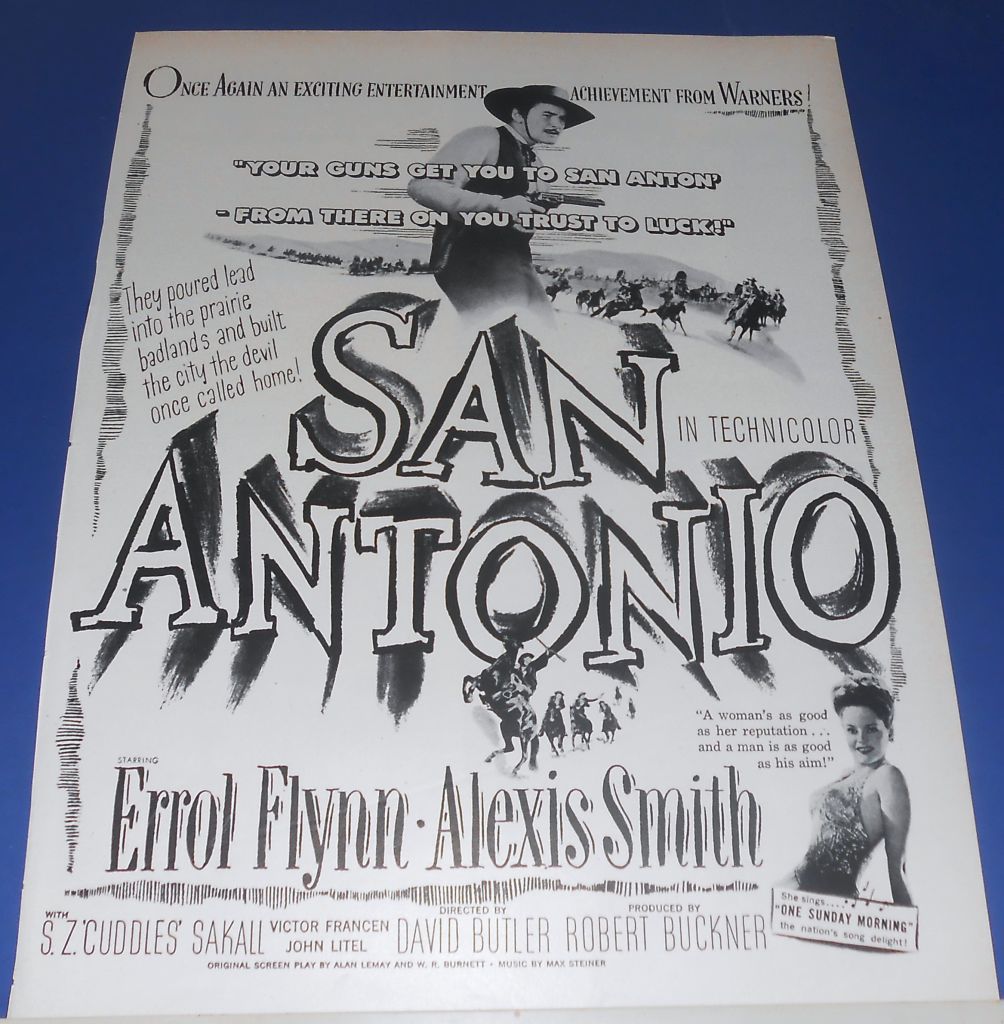 ONCE AGAIN AN EXCITING ENTERTAINMENT ACHIEVEMENT FROM WARNERS!
"YOUR GUNS GET YOU TO SAN ANTON'
- FROM THERE ON YOU TRUST TO LUCK!"
They poured lead
into the prairie
badlands and built
the city the devil
once called home!
SAN
IN TECHNICOLOR
ANTONIO
"A woman's as good
as her reputation . . .
and a man is as good
as his aim!"
STARRING
Errol Flynn · Alexis Smith
She sings.....
"ONE SUNDAY MORNING"
the nation's song delight!
WITH
S. Z. 'CUDDLES' SAKALL
VICTOR FRANCEN
JOHN LITEL
DIRECTED BY
DAVID BUTLER
PRODUCED BY
ROBERT BUCKNER
ORIGINAL SCREEN PLAY BY ALAN LEMAY AND W. R. BURNETT · MUSIC BY MAX STEINER